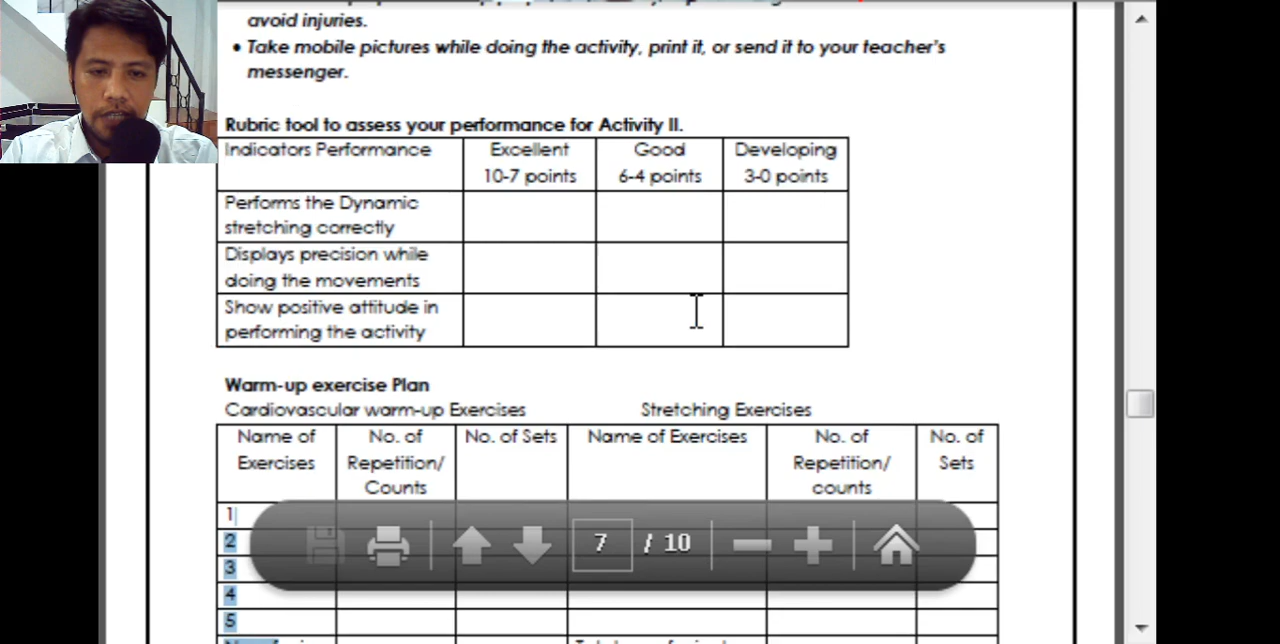 avoid injuries.
• Take mobile pictures while doing the activity, print it, or send it to your teacher's
messenger.
Rubric tool to assess your performance for Activity II.
Indicators Performance
Excellent
10-7 points
Good
6-4 points
Developing
3-0 points
Performs the Dynamic
stretching correctly
Displays precision while
doing the movements
Show positive attitude in
performing the activity
Warm-up exercise Plan
Cardiovascular warm-up Exercises Stretching Exercises
Name of
Exercises
No. of
Repetition/
Counts
No. of Sets
Name of Exercises
No. of
Repetition/
counts
No. of
Sets
1
2
3
4
5
7 / 10